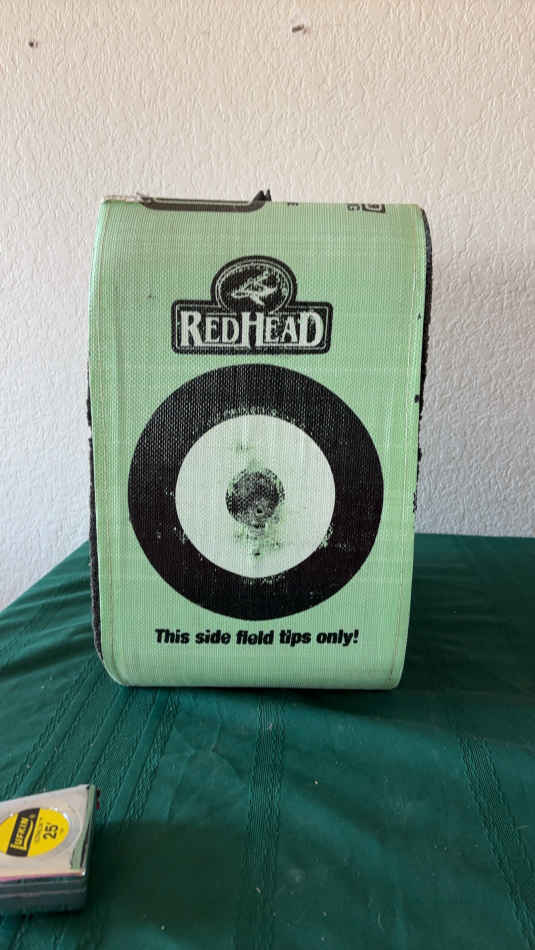 REDHEAD
This side field tips only!
LUFKIN
25'